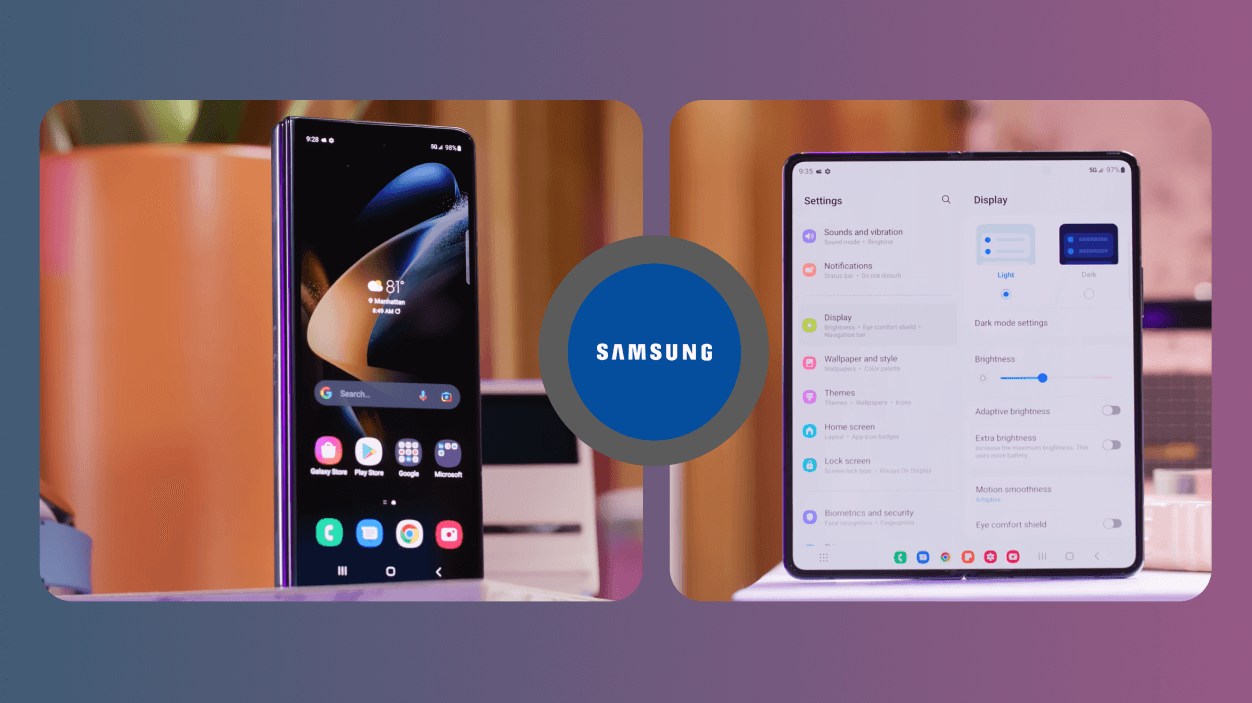 9:28
5G 98%
81°
Manhattan
8:49 AM
Search...
Galaxy Store
Play Store
Google
Microsoft
SAMSUNG
9:35
5G 97%
Settings
Sounds and vibration
Sound mode • Ringtone
Notifications
Status bar • Do not disturb
Display
Brightness • Eye comfort shield •
Navigation bar
Wallpaper and style
Wallpapers • Color palette
Themes
Themes • Wallpapers • Icons
Home screen
Layout • App icon badges
Lock screen
Screen lock type • Always On Display
Biometrics and security
Face recognition • Fingerprints
Display
Light
Dark
Dark mode settings
Brightness
Adaptive brightness
Extra brightness
Increase the maximum brightness. This
uses more battery.
Motion smoothness
Adaptive
Eye comfort shield